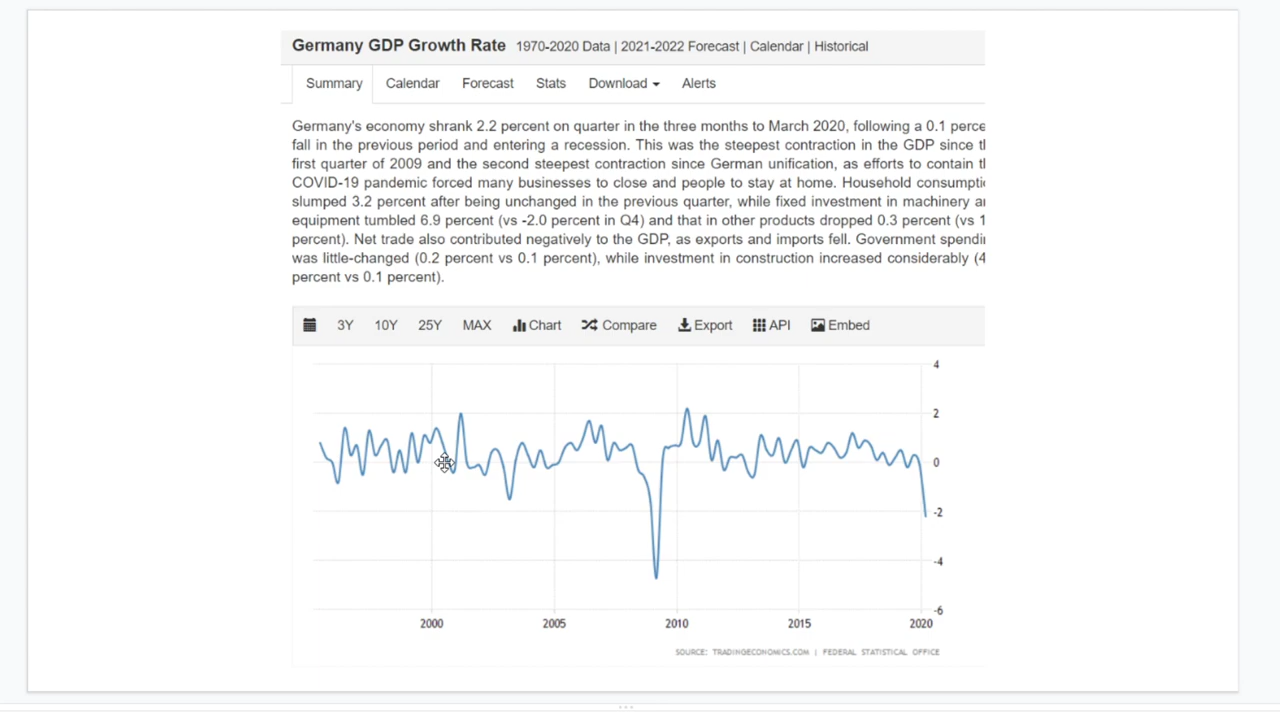 Germany GDP Growth Rate 1970-2020 Data | 2021-2022 Forecast | Calendar | Historical
Summary Calendar Forecast Stats Download Alerts
Germany's economy shrank 2.2 percent on quarter in the three months to March 2020, following a 0.1 perce
fall in the previous period and entering a recession. This was the steepest contraction in the GDP since t
first quarter of 2009 and the second steepest contraction since German unification, as efforts to contain t
COVID-19 pandemic forced many businesses to close and people to stay at home. Household consumpti
slumped 3.2 percent after being unchanged in the previous quarter, while fixed investment in machinery a
equipment tumbled 6.9 percent (vs -2.0 percent in Q4) and that in other products dropped 0.3 percent (vs 1
percent). Net trade also contributed negatively to the GDP, as exports and imports fell. Government spendi
was little-changed (0.2 percent vs 0.1 percent), while investment in construction increased considerably (4
percent vs 0.1 percent).
3Y 10Y 25Y MAX Chart Compare Export API Embed
4
2
0
-2
-4
-6
2000 2005 2010 2015 2020
SOURCE: TRADINGECONOMICS.COM | FEDERAL STATISTICAL OFFICE